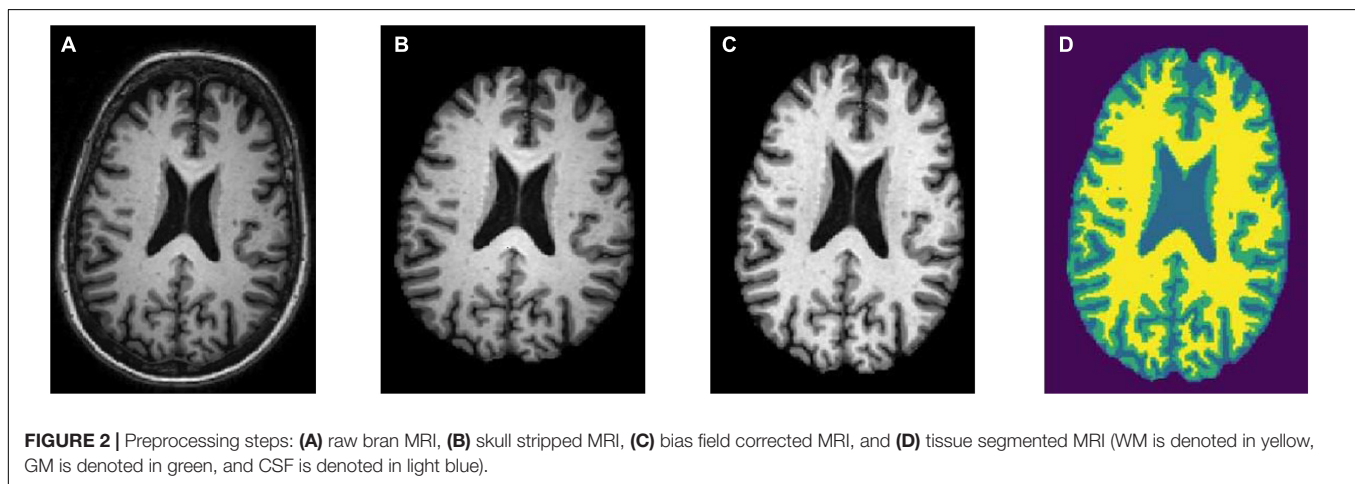 A
B
C
D
FIGURE 2 | Preprocessing steps: (A) raw bran MRI, (B) skull stripped MRI, (C) bias field corrected MRI, and (D) tissue segmented MRI (WM is denoted in yellow,
GM is denoted in green, and CSF is denoted in light blue).